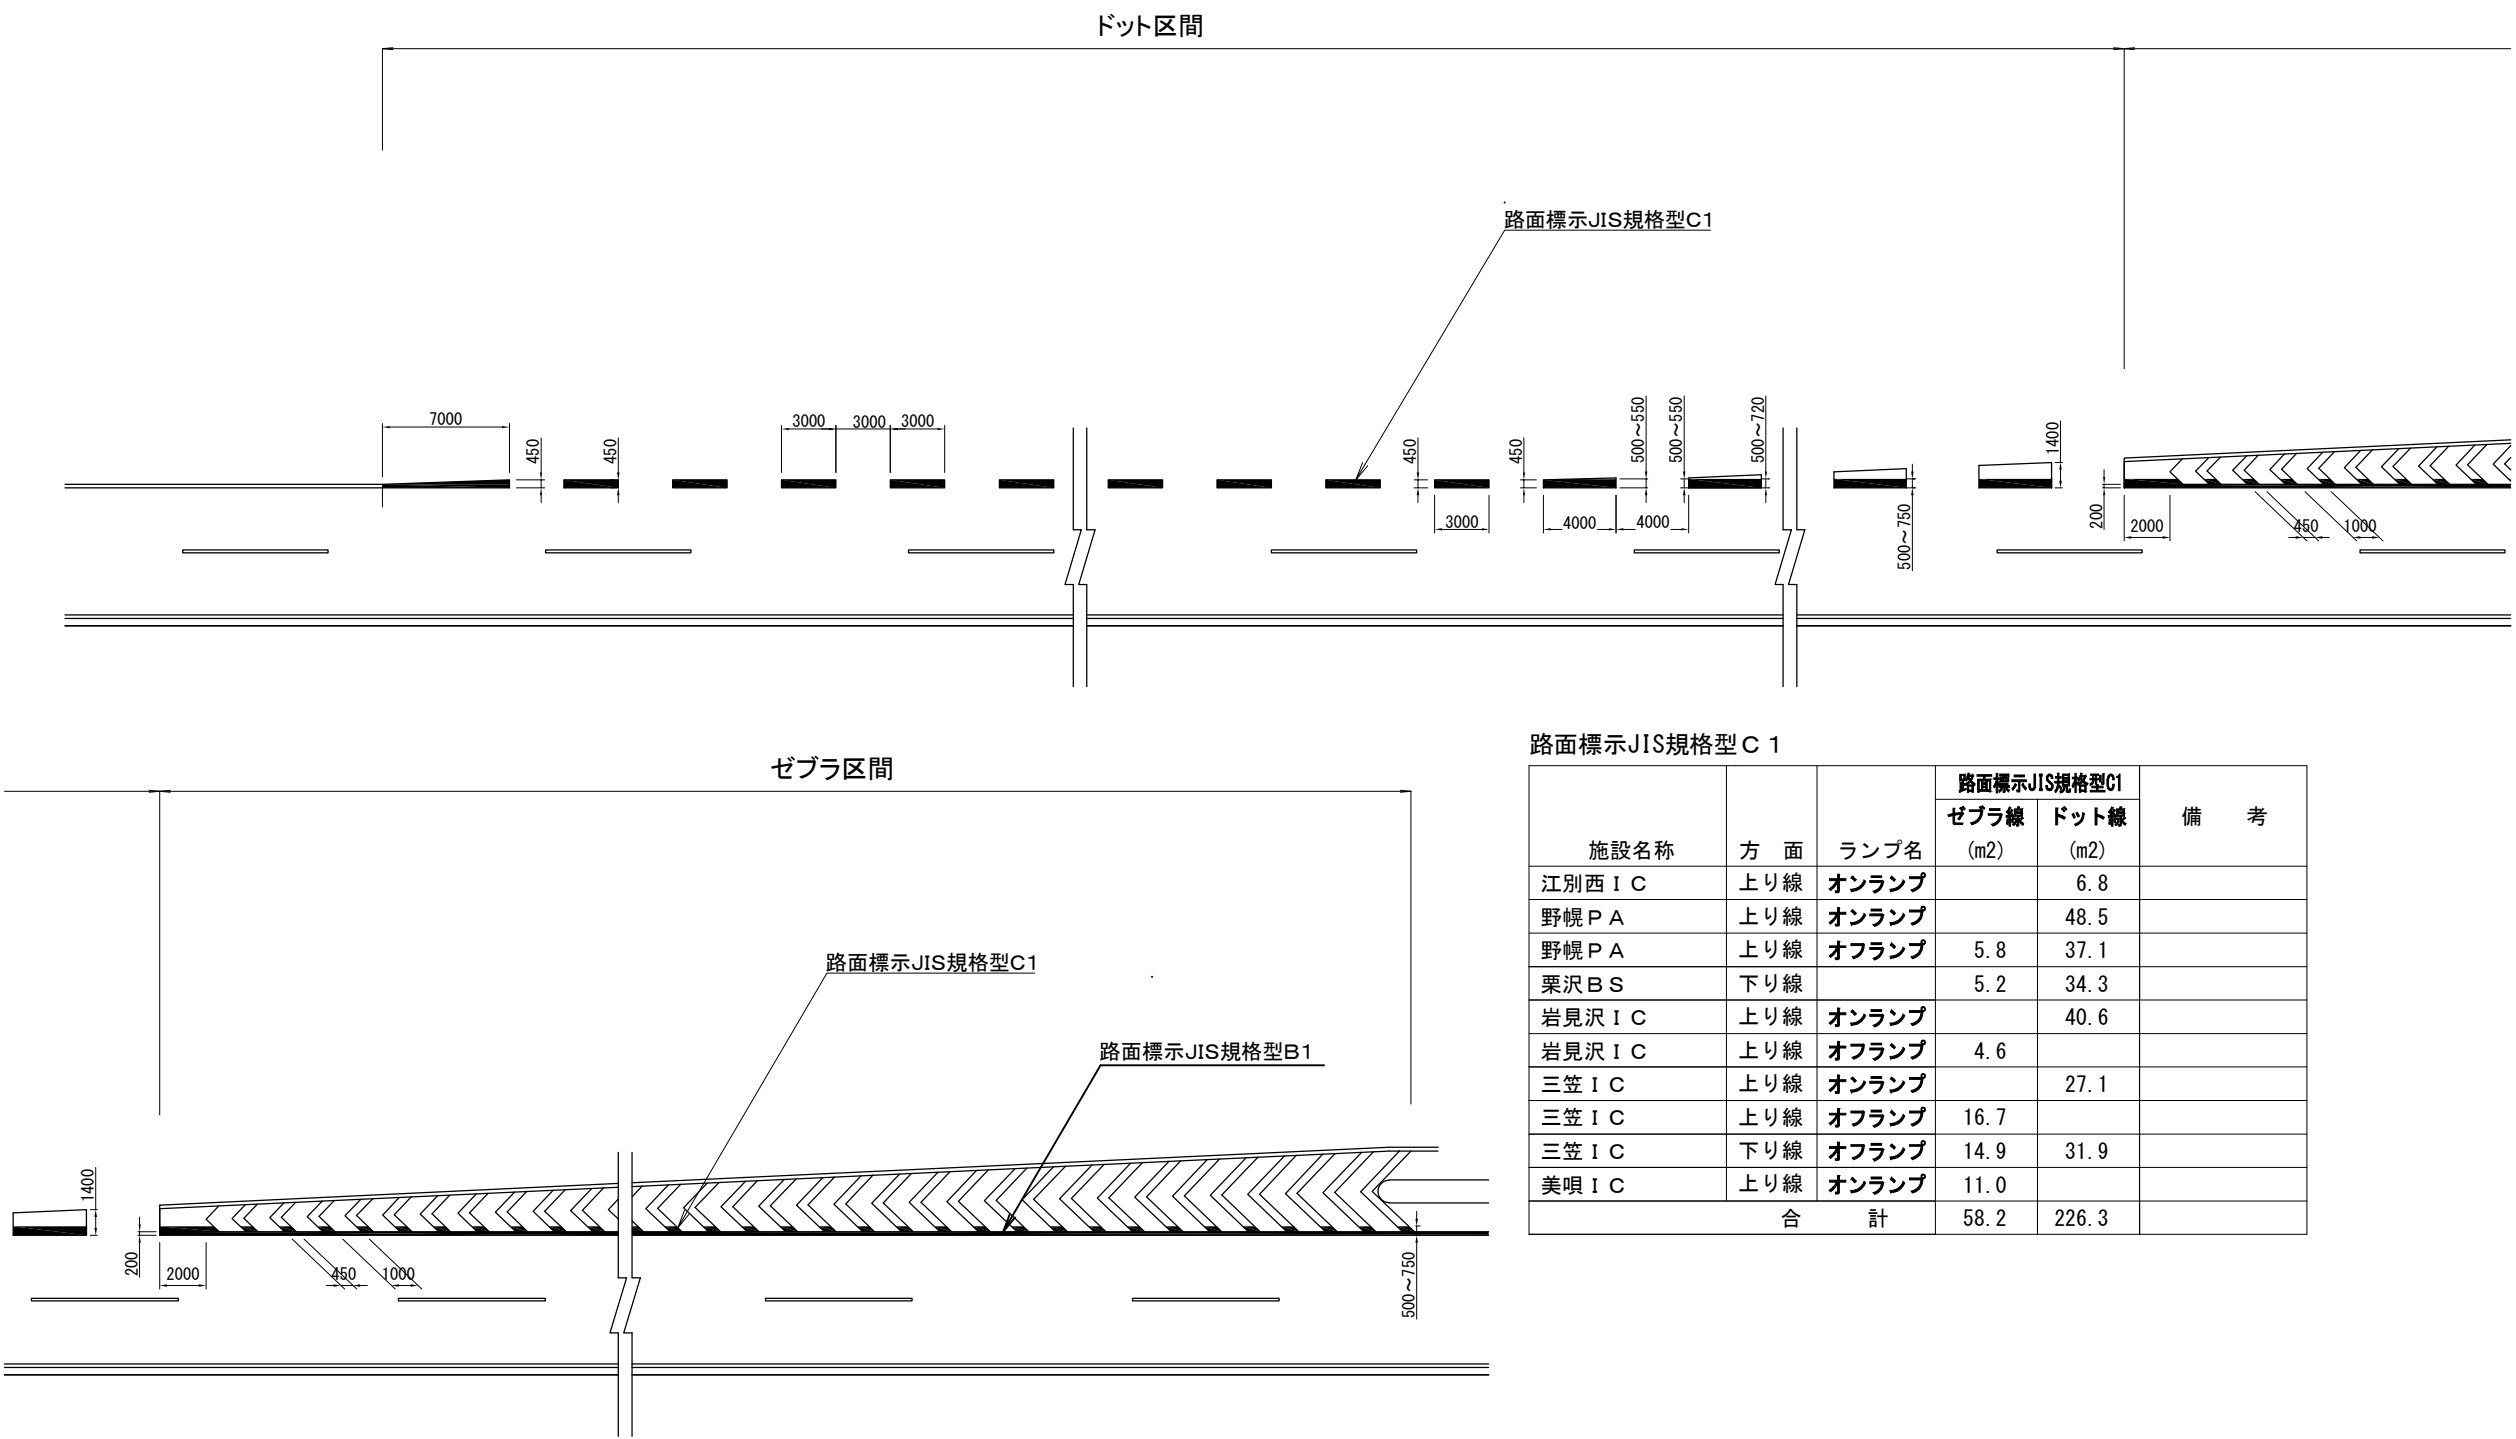 ドット区間
路面標示JIS規格型C1
7000
450
450
3000
3000
3000
450
3000
450
4000
4000
500~550
500~550
500~720
500~750
1400
200
2000
450
1000
ゼブラ区間
路面標示JIS規格型C1
路面標示JIS規格型B1
1400
200
2000
450
1000
500~750
路面標示JIS規格型C1
路面標示JIS規格型C1
ゼブラ線 ドット線 備 考
施設名称 方 面 ランプ名 (m2) (m2)
江別西IC 上り線 オンランプ 6.8
野幌PA 上り線 オンランプ 48.5
野幌PA 上り線 オフランプ 5.8 37.1
栗沢BS 下り線 5.2 34.3
岩見沢IC 上り線 オンランプ 40.6
岩見沢IC 上り線 オフランプ 4.6
三笠IC 上り線 オンランプ 27.1
三笠IC 上り線 オフランプ 16.7
三笠IC 下り線 オフランプ 14.9 31.9
美唄IC 上り線 オンランプ 11.0
合 計 58.2 226.3